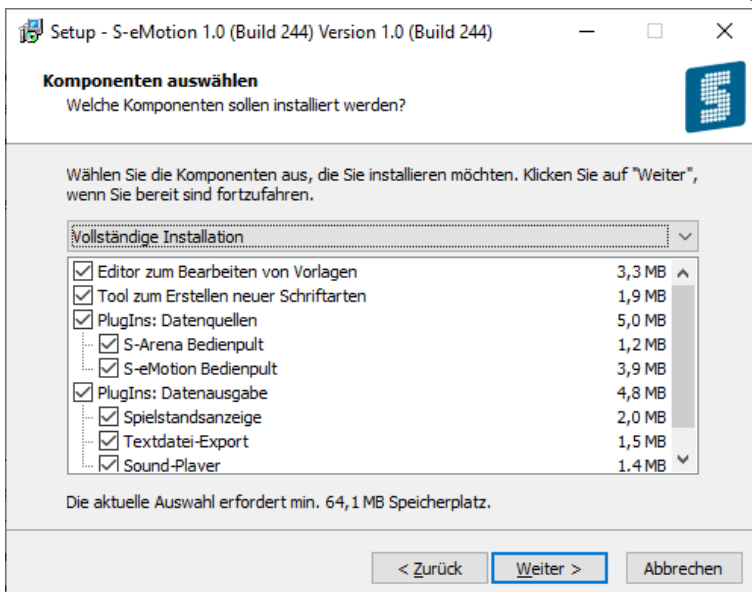 Setup - S-eMotion 1.0 (Build 244) Version 1.0 (Build 244)
Komponenten auswählen
Welche Komponenten sollen installiert werden?
Wählen Sie die Komponenten aus, die Sie installieren möchten. Klicken Sie auf "Weiter",
wenn Sie bereit sind fortzufahren.
Vollständige Installation
Editor zum Bearbeiten von Vorlagen 3,3 MB
Tool zum Erstellen neuer Schriftarten 1,9 MB
PlugIns: Datenquellen 5,0 MB
S-Arena Bedienpult 1,2 MB
S-eMotion Bedienpult 3,9 MB
PlugIns: Datenausgabe 4,8 MB
Spielstandsanzeige 2,0 MB
Textdatei-Export 1,5 MB
Sound-Player 1,4 MB
Die aktuelle Auswahl erfordert min. 64,1 MB Speicherplatz.
< Zurück Weiter > Abbrechen